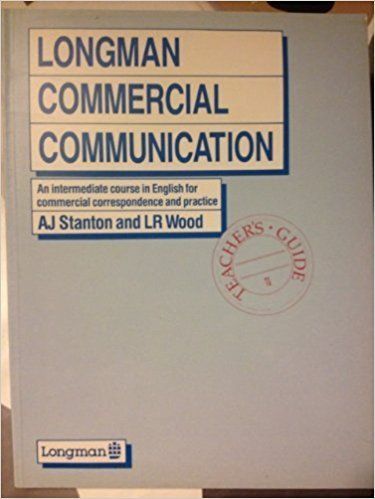 LONGMAN
COMMERCIAL
COMMUNICATION
An intermediate course in English for
commercial correspondence and practice
AJ Stanton and LR Wood
TEACHER'S · GUIDE
Longman